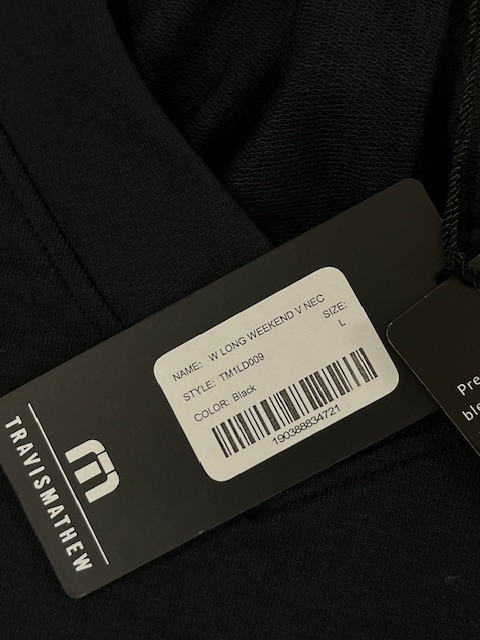 NAME: W LONG WEEKEND V NEC
STYLE: TM1LD009
SIZE:
L
COLOR: Black
190388834721
TRAVISMATHEW
Pre
ble